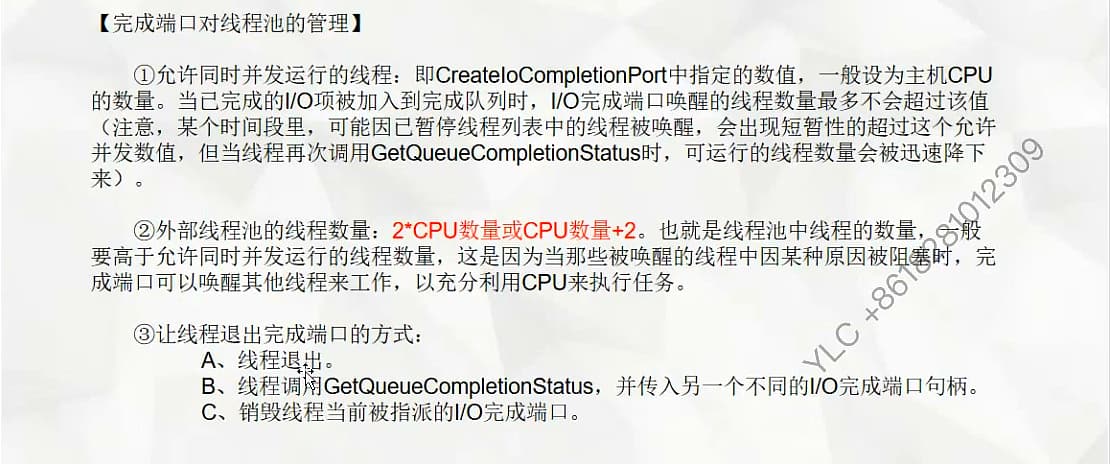 【完成端口对线程池的管理】
①允许同时并发运行的线程：即CreateIoCompletionPort中指定的数值，一般设为主机CPU
的数量。当已完成的I/O项被加入到完成队列时，I/O完成端口唤醒的线程数量最多不会超过该值
（注意，某个时间段里，可能因已暂停线程列表中的线程被唤醒，会出现短暂性的超过这个允许
并发数值，但当线程再次调用GetQueueCompletionStatus时，可运行的线程数量会被迅速降下
来）。
②外部线程池的线程数量：2*CPU数量或CPU数量+2。也就是线程池中线程的数量，一般
要高于允许同时并发运行的线程数量，这是因为当那些被唤醒的线程中因某种原因被阻塞时，完
成端口可以唤醒其他线程来工作，以充分利用CPU来执行任务。
③让线程退出完成端口的方式：
A、线程退出。
B、线程调用GetQueueCompletionStatus，并传入另一个不同的I/O完成端口句柄。
C、销毁线程当前被指派的I/O完成端口。
YLC +8618281012309